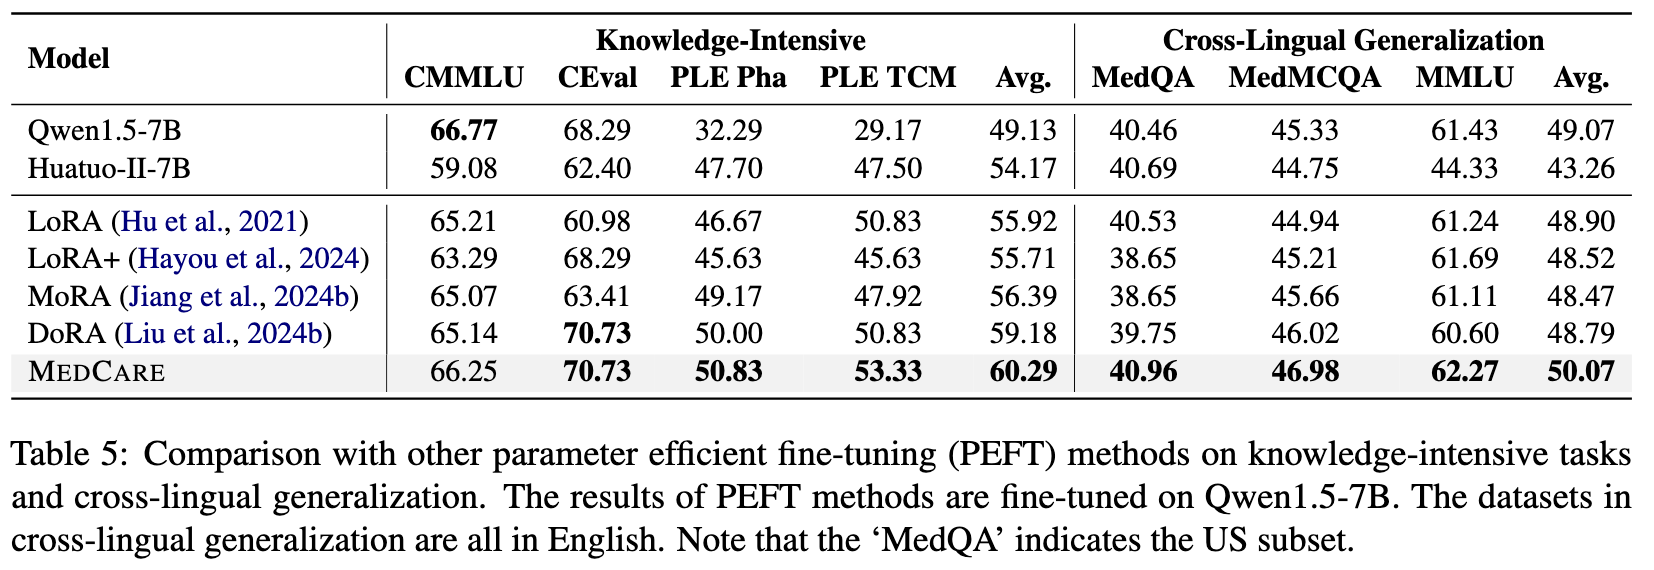 Model Knowledge-Intensive Cross-Lingual Generalization
CMMLU CEval PLE Pha PLE TCM Avg. MedQA MedMCQA MMLU Avg.
Qwen1.5-7B 66.77 68.29 32.29 29.17 49.13 40.46 45.33 61.43 49.07
Huatuo-II-7B 59.08 62.40 47.70 47.50 54.17 40.69 44.75 44.33 43.26
LoRA (Hu et al., 2021) 65.21 60.98 46.67 50.83 55.92 40.53 44.94 61.24 48.90
LoRA+ (Hayou et al., 2024) 63.29 68.29 45.63 45.63 55.71 38.65 45.21 61.69 48.52
MoRA (Jiang et al., 2024b) 65.07 63.41 49.17 47.92 56.39 38.65 45.66 61.11 48.47
DoRA (Liu et al., 2024b) 65.14 70.73 50.00 50.83 59.18 39.75 46.02 60.60 48.79
MEDCARE 66.25 70.73 50.83 53.33 60.29 40.96 46.98 62.27 50.07
Table 5: Comparison with other parameter efficient fine-tuning (PEFT) methods on knowledge-intensive tasks
and cross-lingual generalization. The results of PEFT methods are fine-tuned on Qwen1.5-7B. The datasets in
cross-lingual generalization are all in English. Note that the ‘MedQA’ indicates the US subset.